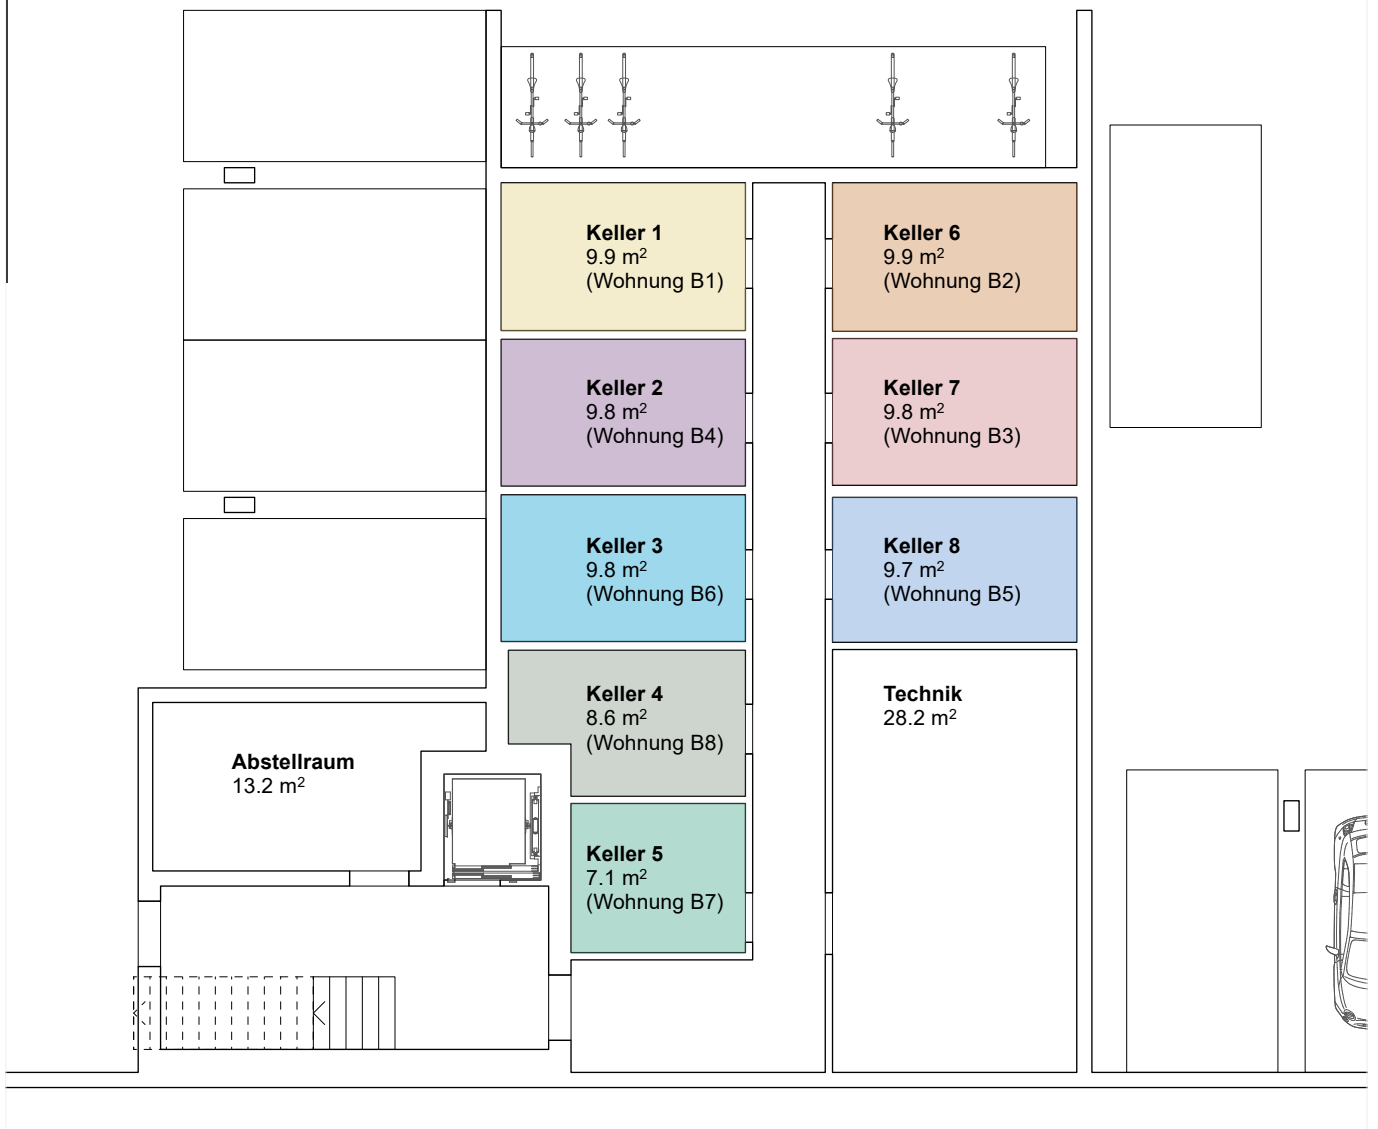 Keller 1
9.9 m²
(Wohnung B1)
Keller 6
9.9 m²
(Wohnung B2)
Keller 2
9.8 m²
(Wohnung B4)
Keller 7
9.8 m²
(Wohnung B3)
Keller 3
9.8 m²
(Wohnung B6)
Keller 8
9.7 m²
(Wohnung B5)
Keller 4
8.6 m²
(Wohnung B8)
Technik
28.2 m²
Abstellraum
13.2 m²
Keller 5
7.1 m²
(Wohnung B7)